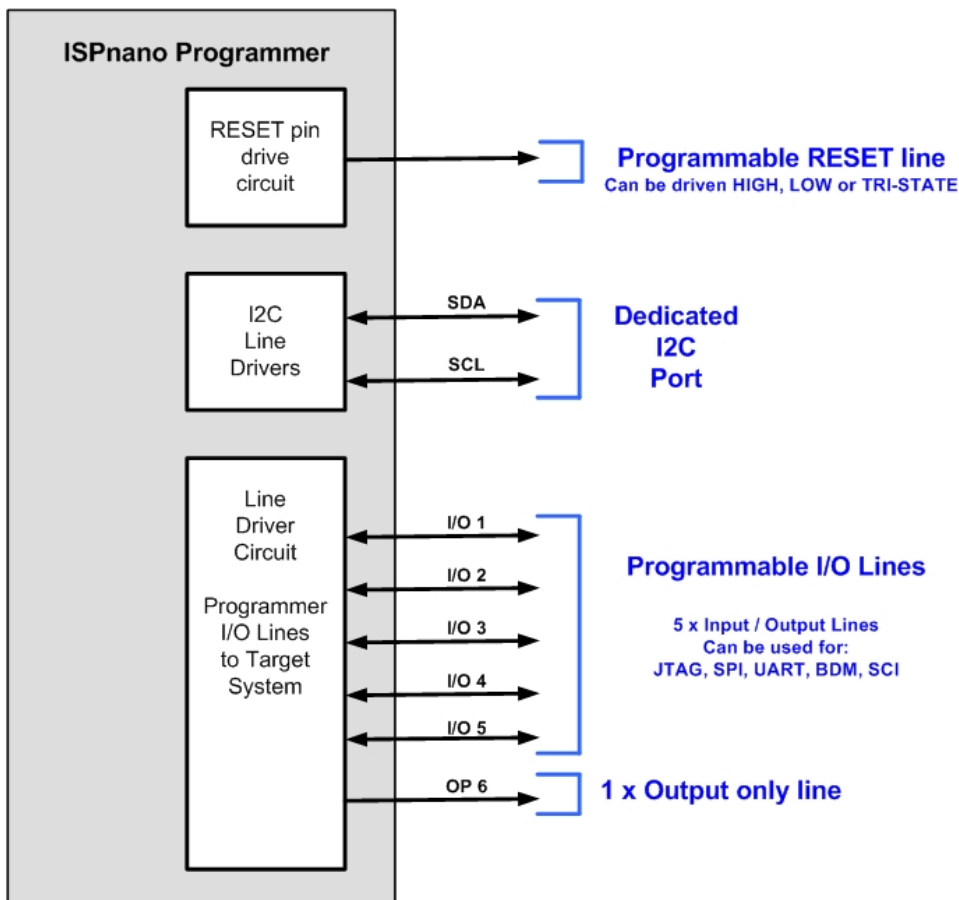 ISPnano Programmer
RESET pin
drive
circuit
Programmable RESET line
Can be driven HIGH, LOW or TRI-STATE
I2C
Line
Drivers
SDA
SCL
Dedicated
I2C
Port
Line
Driver
Circuit
Programmer
I/O Lines
to Target
System
I/O 1
I/O 2
I/O 3
I/O 4
I/O 5
OP 6
Programmable I/O Lines
5 x Input / Output Lines
Can be used for:
JTAG, SPI, UART, BDM, SCI
1 x Output only line